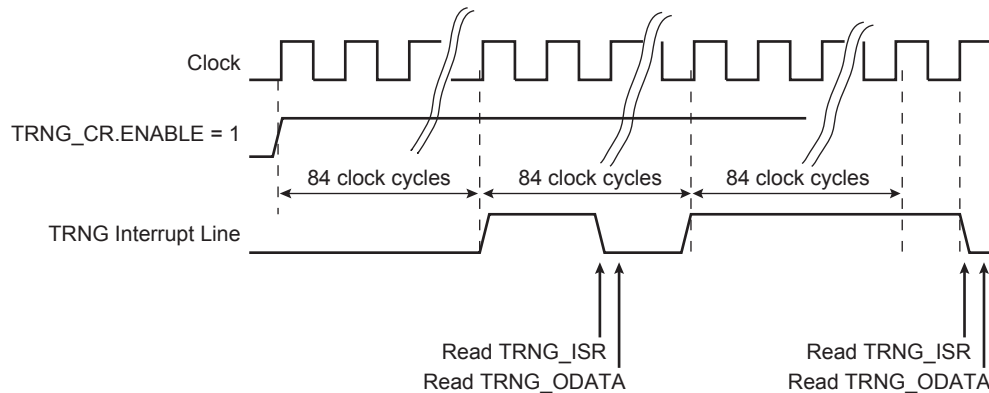 Clock
TRNG_CR.ENABLE = 1
84 clock cycles
84 clock cycles
84 clock cycles
TRNG Interrupt Line
Read TRNG_ISR
Read TRNG_ISR
Read TRNG_ODATA
Read TRNG_ODATA